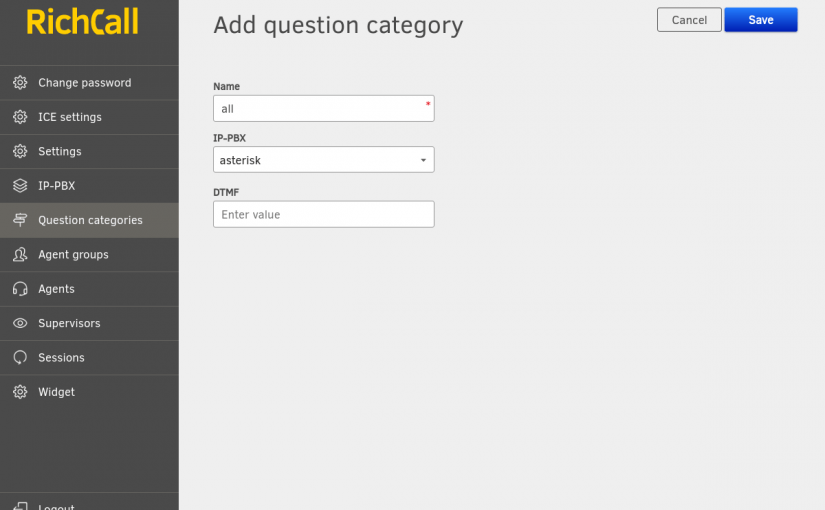 RichCall
Change password
ICE settings
Settings
IP-PBX
Question categories
Agent groups
Agents
Supervisors
Sessions
Widget
Logout
Add question category
Cancel
Save
Name
all
*
IP-PBX
asterisk
DTMF
Enter value